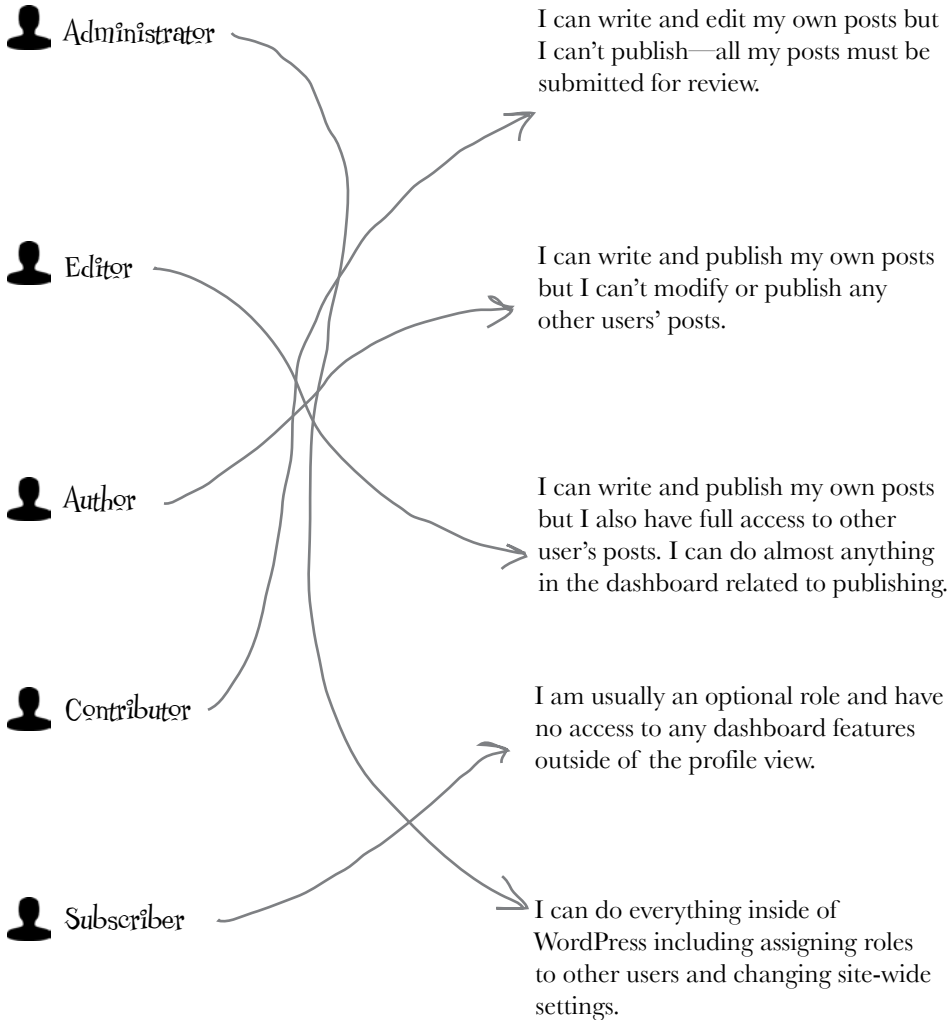 Administrator
I can write and edit my own posts but
I can’t publish—all my posts must be
submitted for review.
Editor
I can write and publish my own posts
but I can’t modify or publish any
other users’ posts.
Author
I can write and publish my own posts
but I also have full access to other
user’s posts. I can do almost anything
in the dashboard related to publishing.
Contributor
I am usually an optional role and have
no access to any dashboard features
outside of the profile view.
Subscriber
I can do everything inside of
WordPress including assigning roles
to other users and changing site-wide
settings.